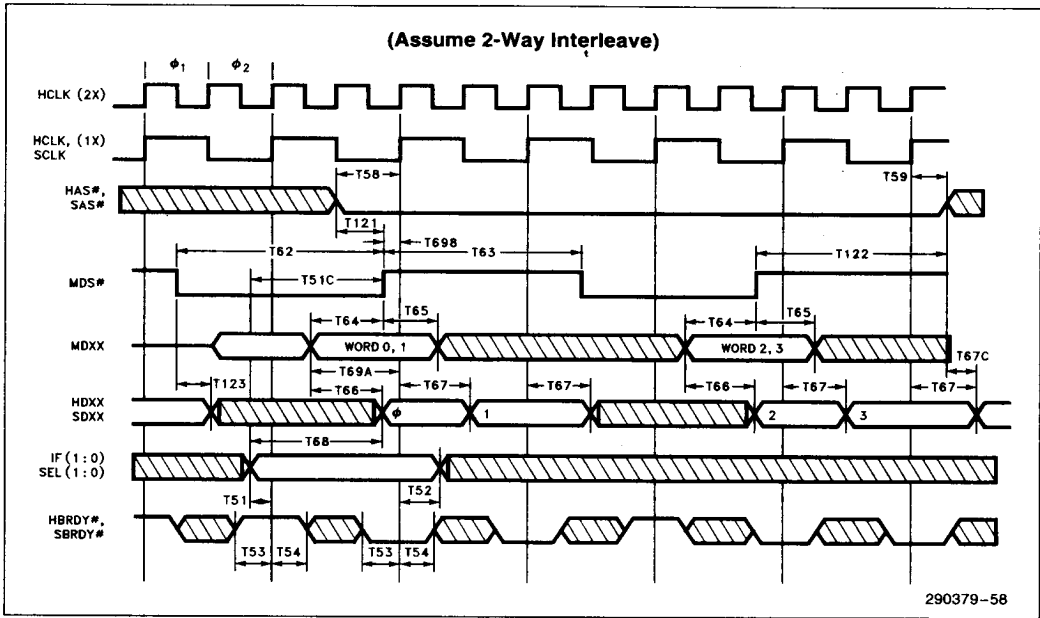 (Assume 2-Way Interleave)
t
ϕ1 ϕ2
HCLK (2X)
HCLK, (1X)
SCLK
T58
T59
HAS#,
SAS#
T121
T62
T698
T63
T122
MDS#
T51C
T64
T65
T64
T65
MDXX
WORD 0, 1
WORD 2, 3
T67C
T69A
T123
T66
T67
T67
T66
T67
T67
HDXX
SDXX
ϕ
1
2
3
T68
IF (1:0)
SEL (1:0)
T51
T52
HBRDY#,
SBRDY#
T53
T54
T53
T54
290379-58